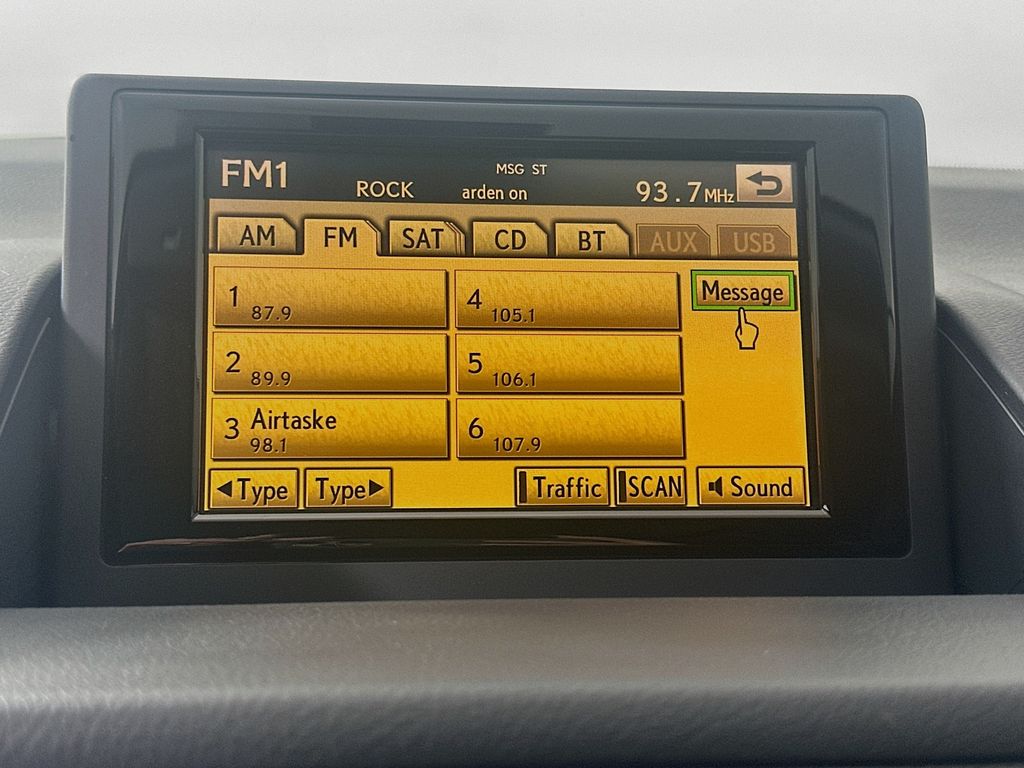 FM1
MSG ST
ROCK arden on 93.7MHz
AM FM SAT CD BT AUX USB
1 87.9
2 89.9
3 Airtaske
98.1
4 105.1
5 106.1
6 107.9
Message
Type Type Traffic SCAN Sound